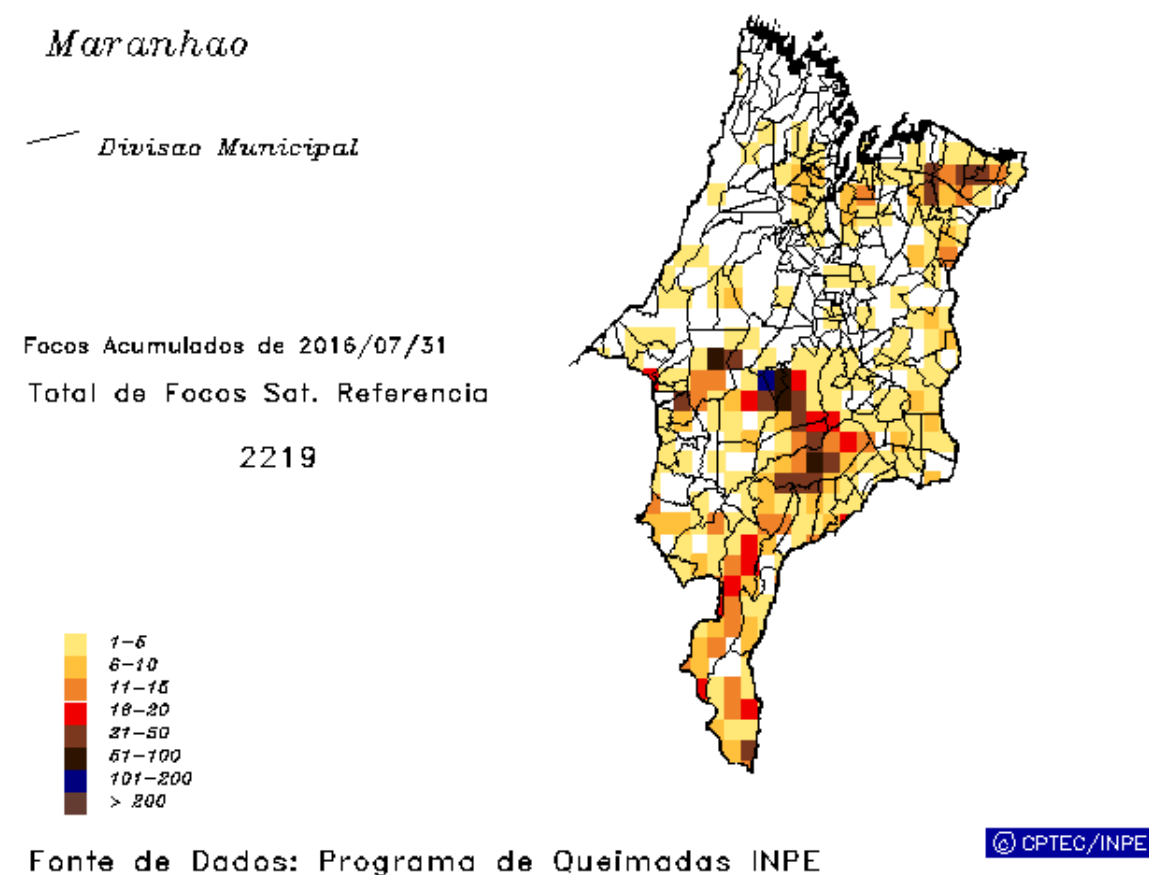 Maranhao
Divisao Municipal
Focos Acumulados de 2016/07/31
Total de Focos Sat. Referencia
2219
1-5
6-10
11-15
16-20
21-50
51-100
101-200
> 200
Fonte de Dados: Programa de Queimadas INPE
© CPTEC/INPE